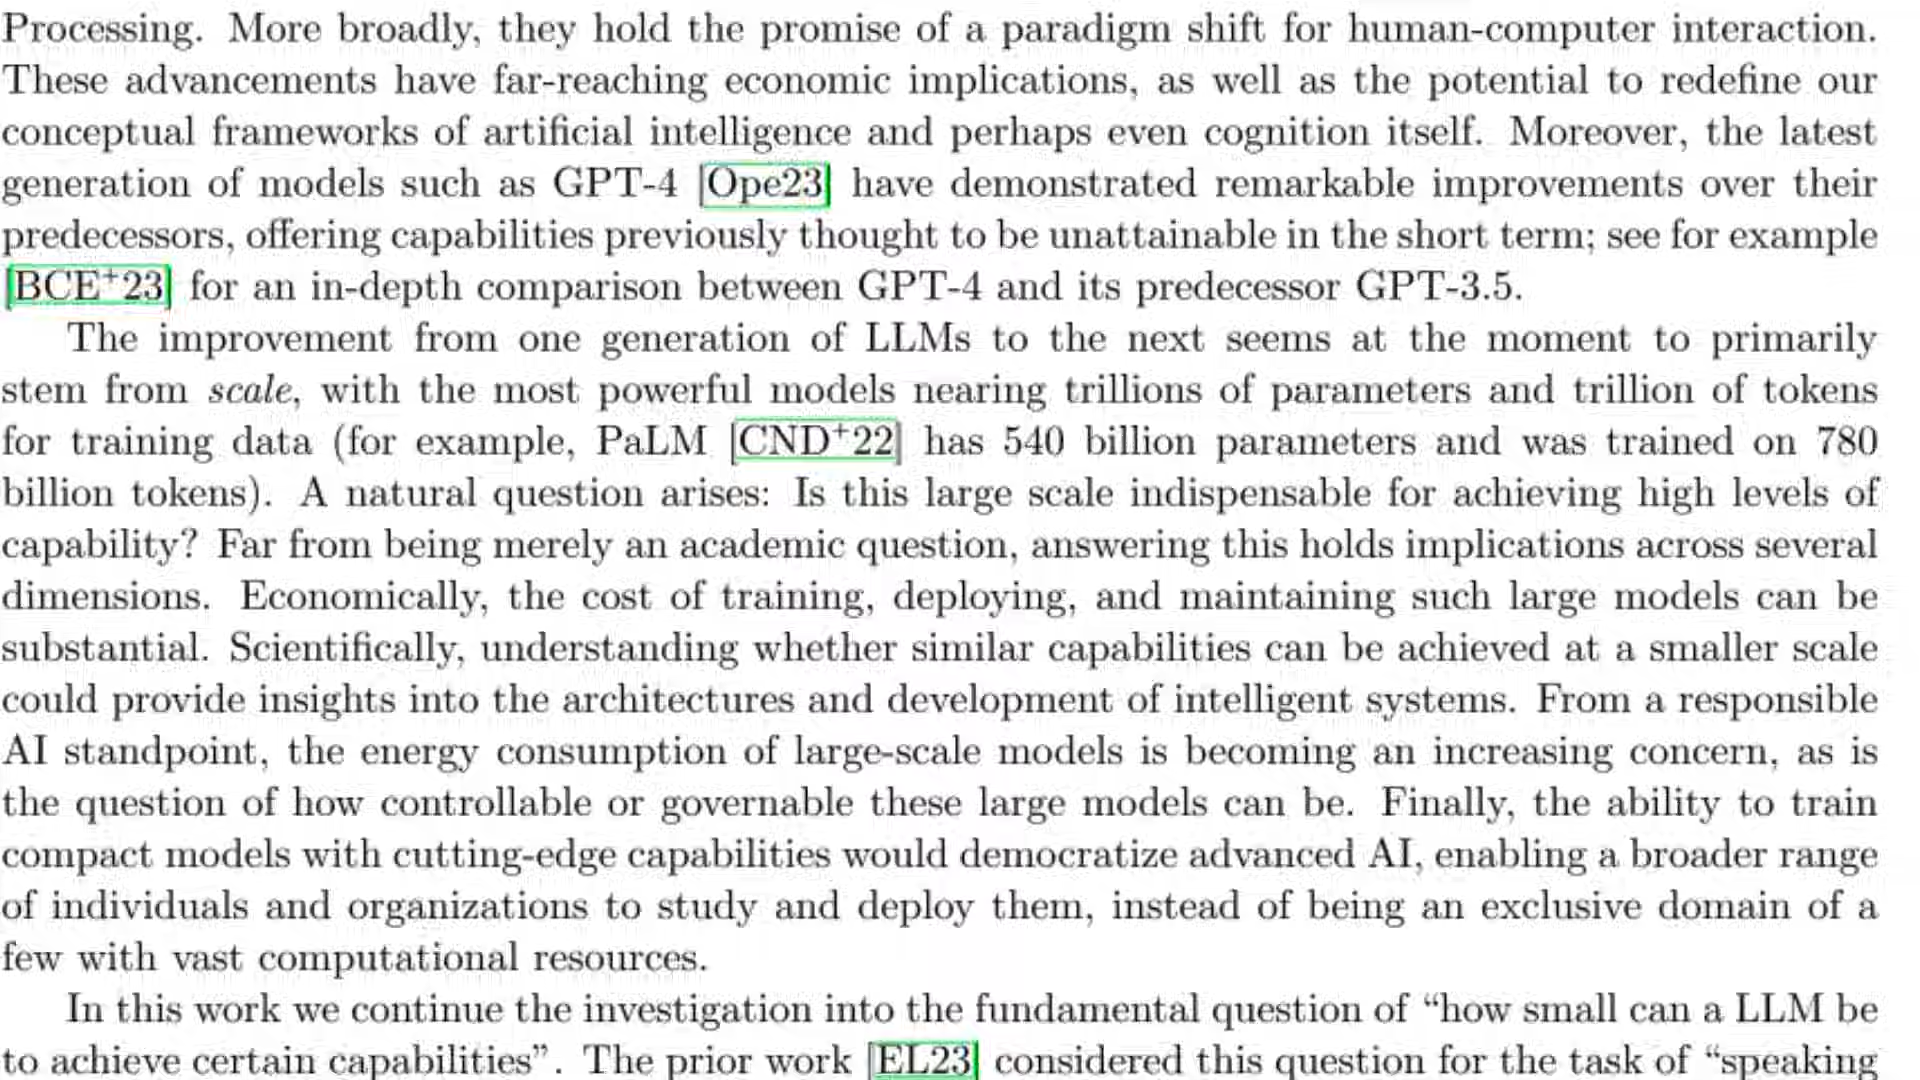 Processing. More broadly, they hold the promise of a paradigm shift for human-computer interaction.
These advancements have far-reaching economic implications, as well as the potential to redefine our
conceptual frameworks of artificial intelligence and perhaps even cognition itself. Moreover, the latest
generation of models such as GPT-4 [Ope23] have demonstrated remarkable improvements over their
predecessors, offering capabilities previously thought to be unattainable in the short term; see for example
[BCE+23] for an in-depth comparison between GPT-4 and its predecessor GPT-3.5.
The improvement from one generation of LLMs to the next seems at the moment to primarily
stem from scale, with the most powerful models nearing trillions of parameters and trillion of tokens
for training data (for example, PaLM [CND+22] has 540 billion parameters and was trained on 780
billion tokens). A natural question arises: Is this large scale indispensable for achieving high levels of
capability? Far from being merely an academic question, answering this holds implications across several
dimensions. Economically, the cost of training, deploying, and maintaining such large models can be
substantial. Scientifically, understanding whether similar capabilities can be achieved at a smaller scale
could provide insights into the architectures and development of intelligent systems. From a responsible
AI standpoint, the energy consumption of large-scale models is becoming an increasing concern, as is
the question of how controllable or governable these large models can be. Finally, the ability to train
compact models with cutting-edge capabilities would democratize advanced AI, enabling a broader range
of individuals and organizations to study and deploy them, instead of being an exclusive domain of a
few with vast computational resources.
In this work we continue the investigation into the fundamental question of “how small can a LLM be
to achieve certain capabilities”. The prior work [EL23] considered this question for the task of “speaking